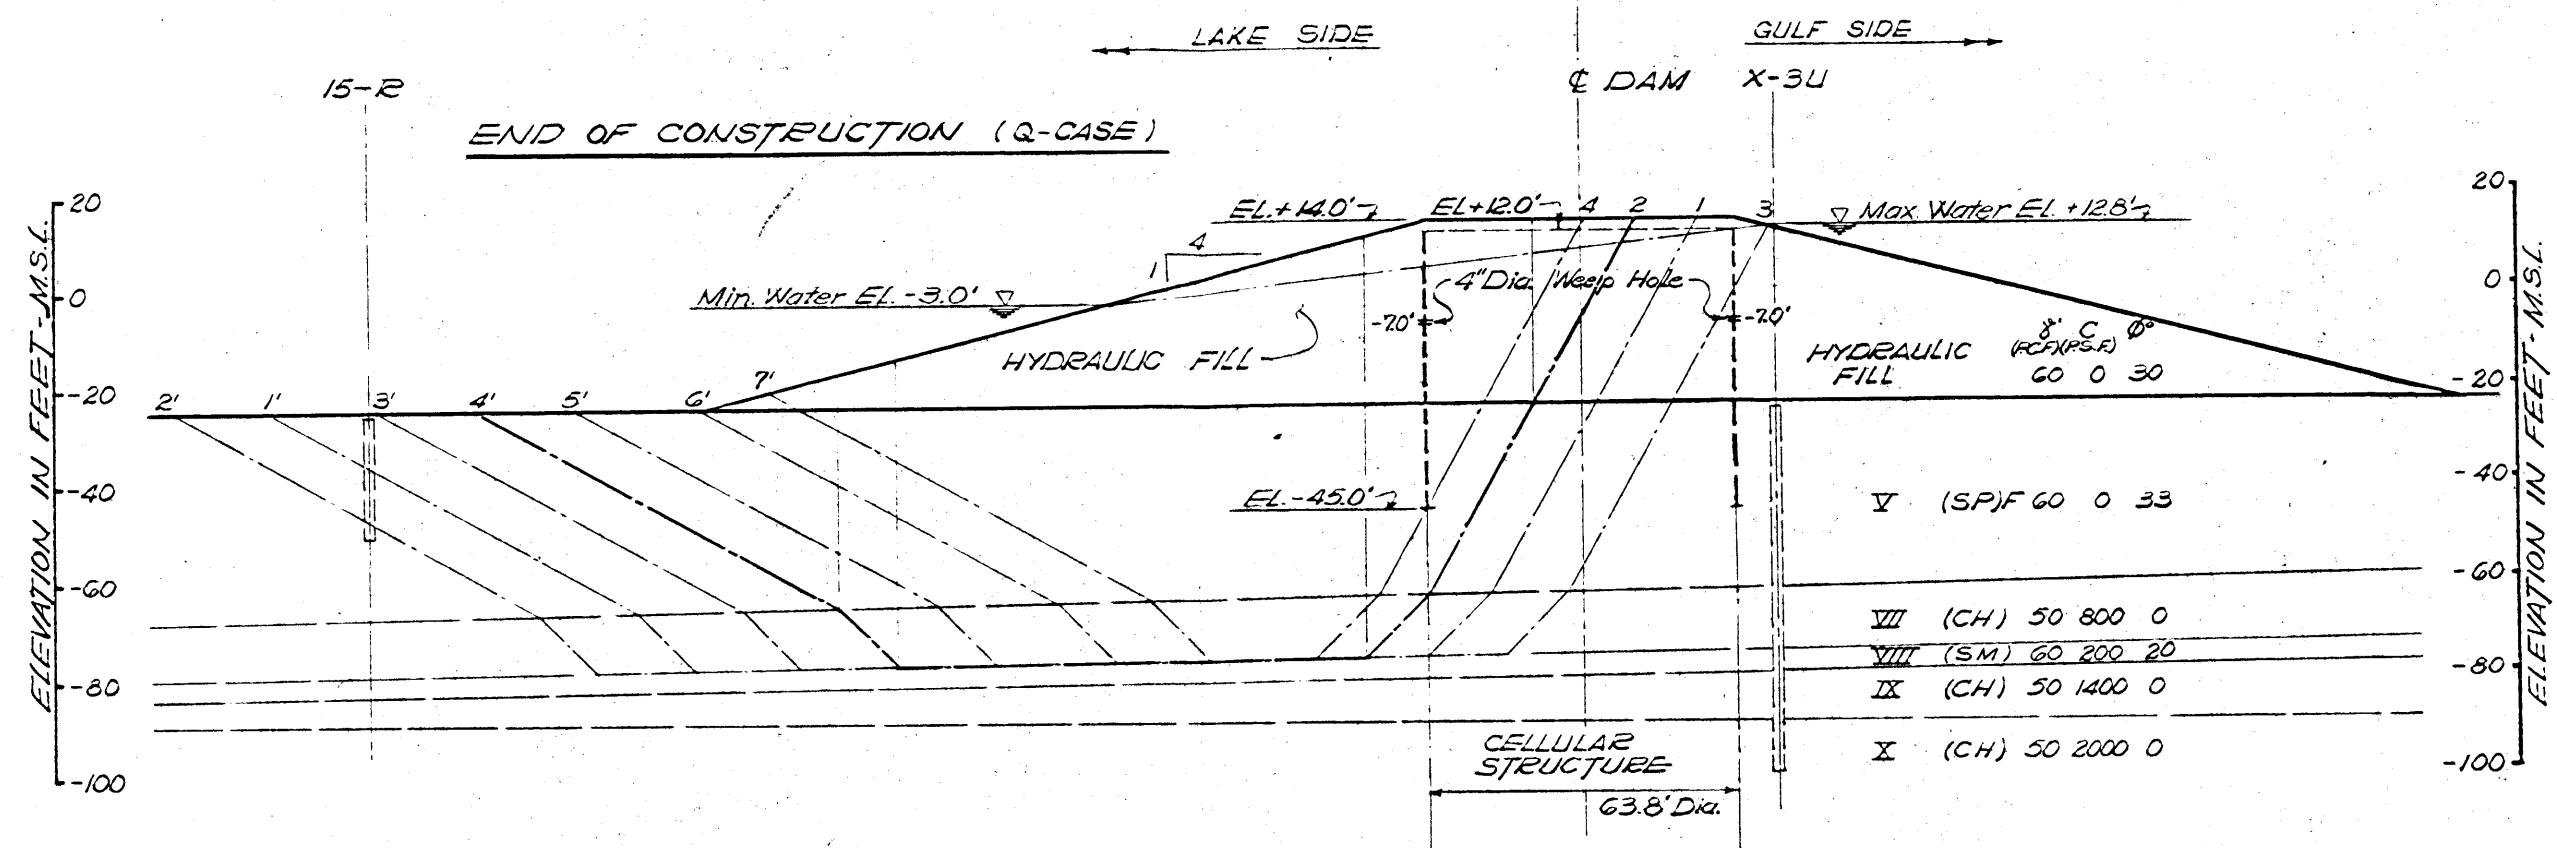 LAKE SIDE
GULF SIDE
15-R
℄ DAM X-3U
END OF CONSTRUCTION (Q-CASE)
20
20
EL.+14.0'
EL+12.0'
4 2 1 3
Max. Water EL. +12.8'
4
1
Min. Water EL. -3.0'
0
0
4" Dia. Weep Hole
-7.0'
-7.0'
HYDRAULIC FILL
HYDRAULIC
FILL
γ' C ϕ°
(P.C.F.)(P.S.F.)
60 0 30
-20
-20
2' 1' 3' 4' 5' 6' 7'
-40
-40
EL.-45.0'
V (SP)F 60 0 33
-60
-60
VII (CH) 50 800 0
VIII (SM) 60 200 20
-80
-80
IX (CH) 50 1400 0
X (CH) 50 2000 0
-100
-100
CELLULAR
STRUCTURE
63.8' Dia.
ELEVATION IN FEET-M.S.L.
ELEVATION IN FEET-M.S.L.